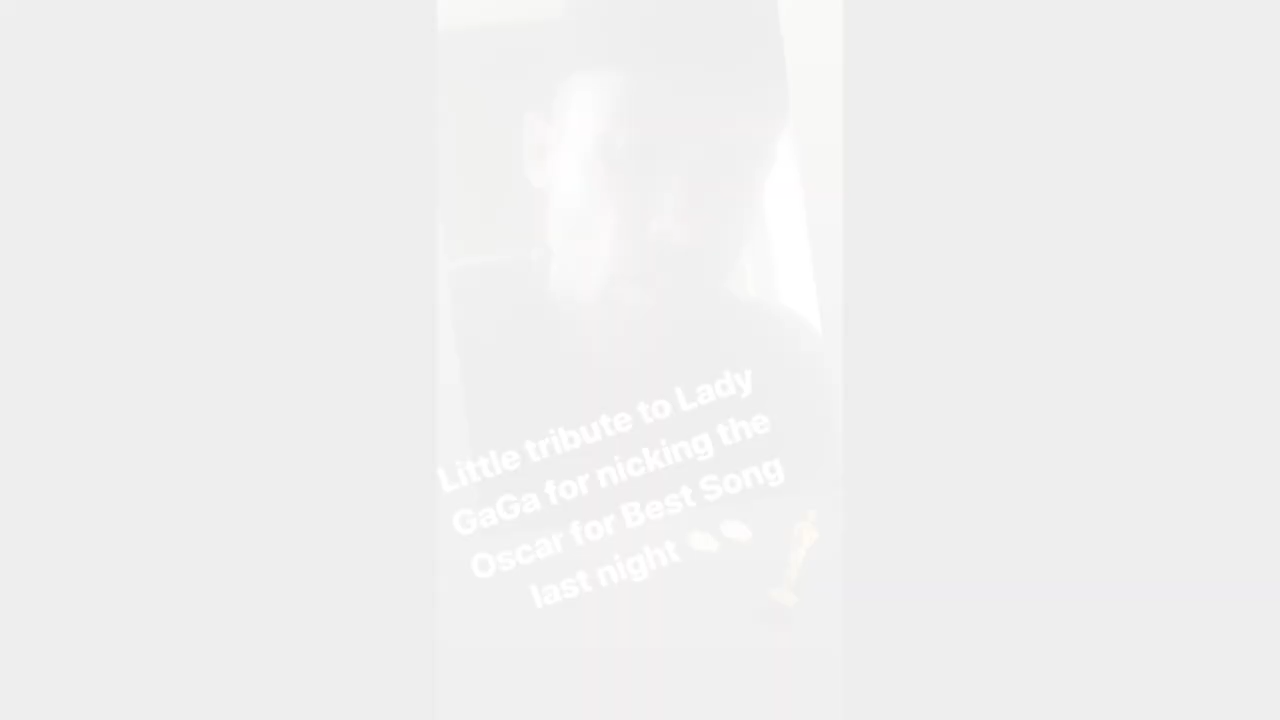 Little tribute to Lady
GaGa for nicking the
Oscar for Best Song
last night